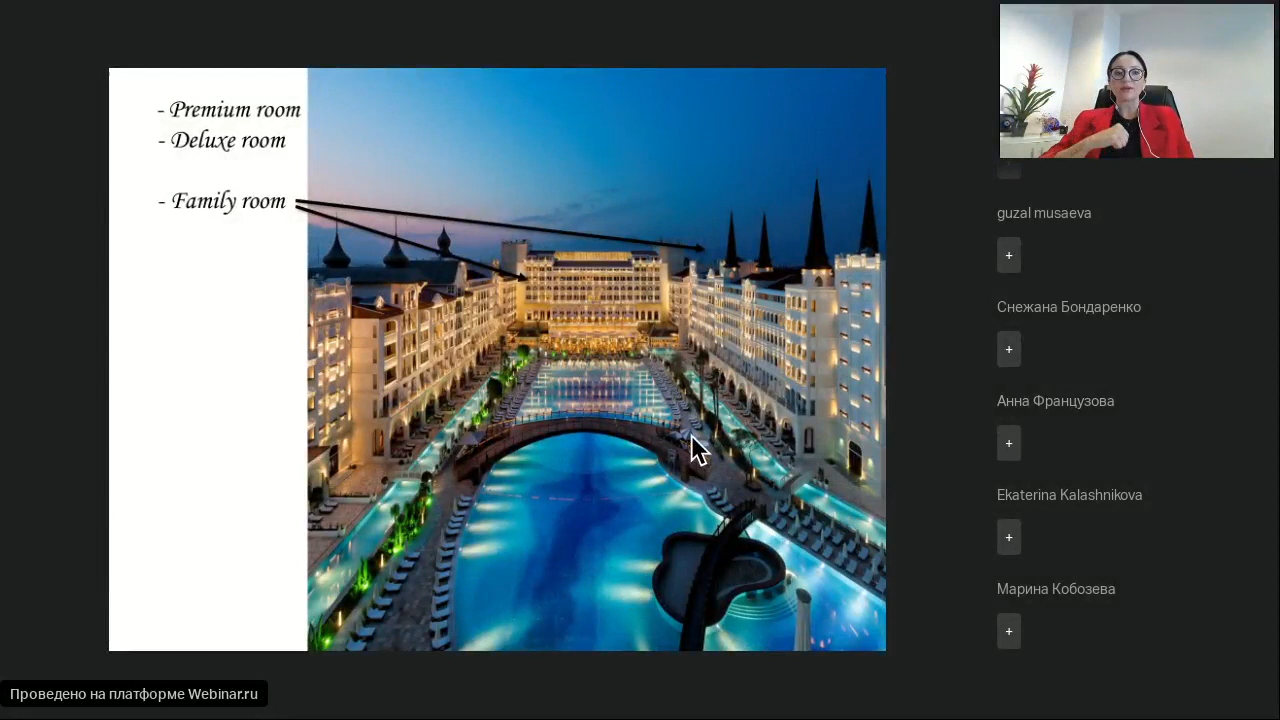 - Premium room
- Deluxe room
- Family room
guzal musaeva
+
Снежана Бондаренко
+
Анна Французова
+
Ekaterina Kalashnikova
+
Марина Кобозева
+
Проведено на платформе Webinar.ru